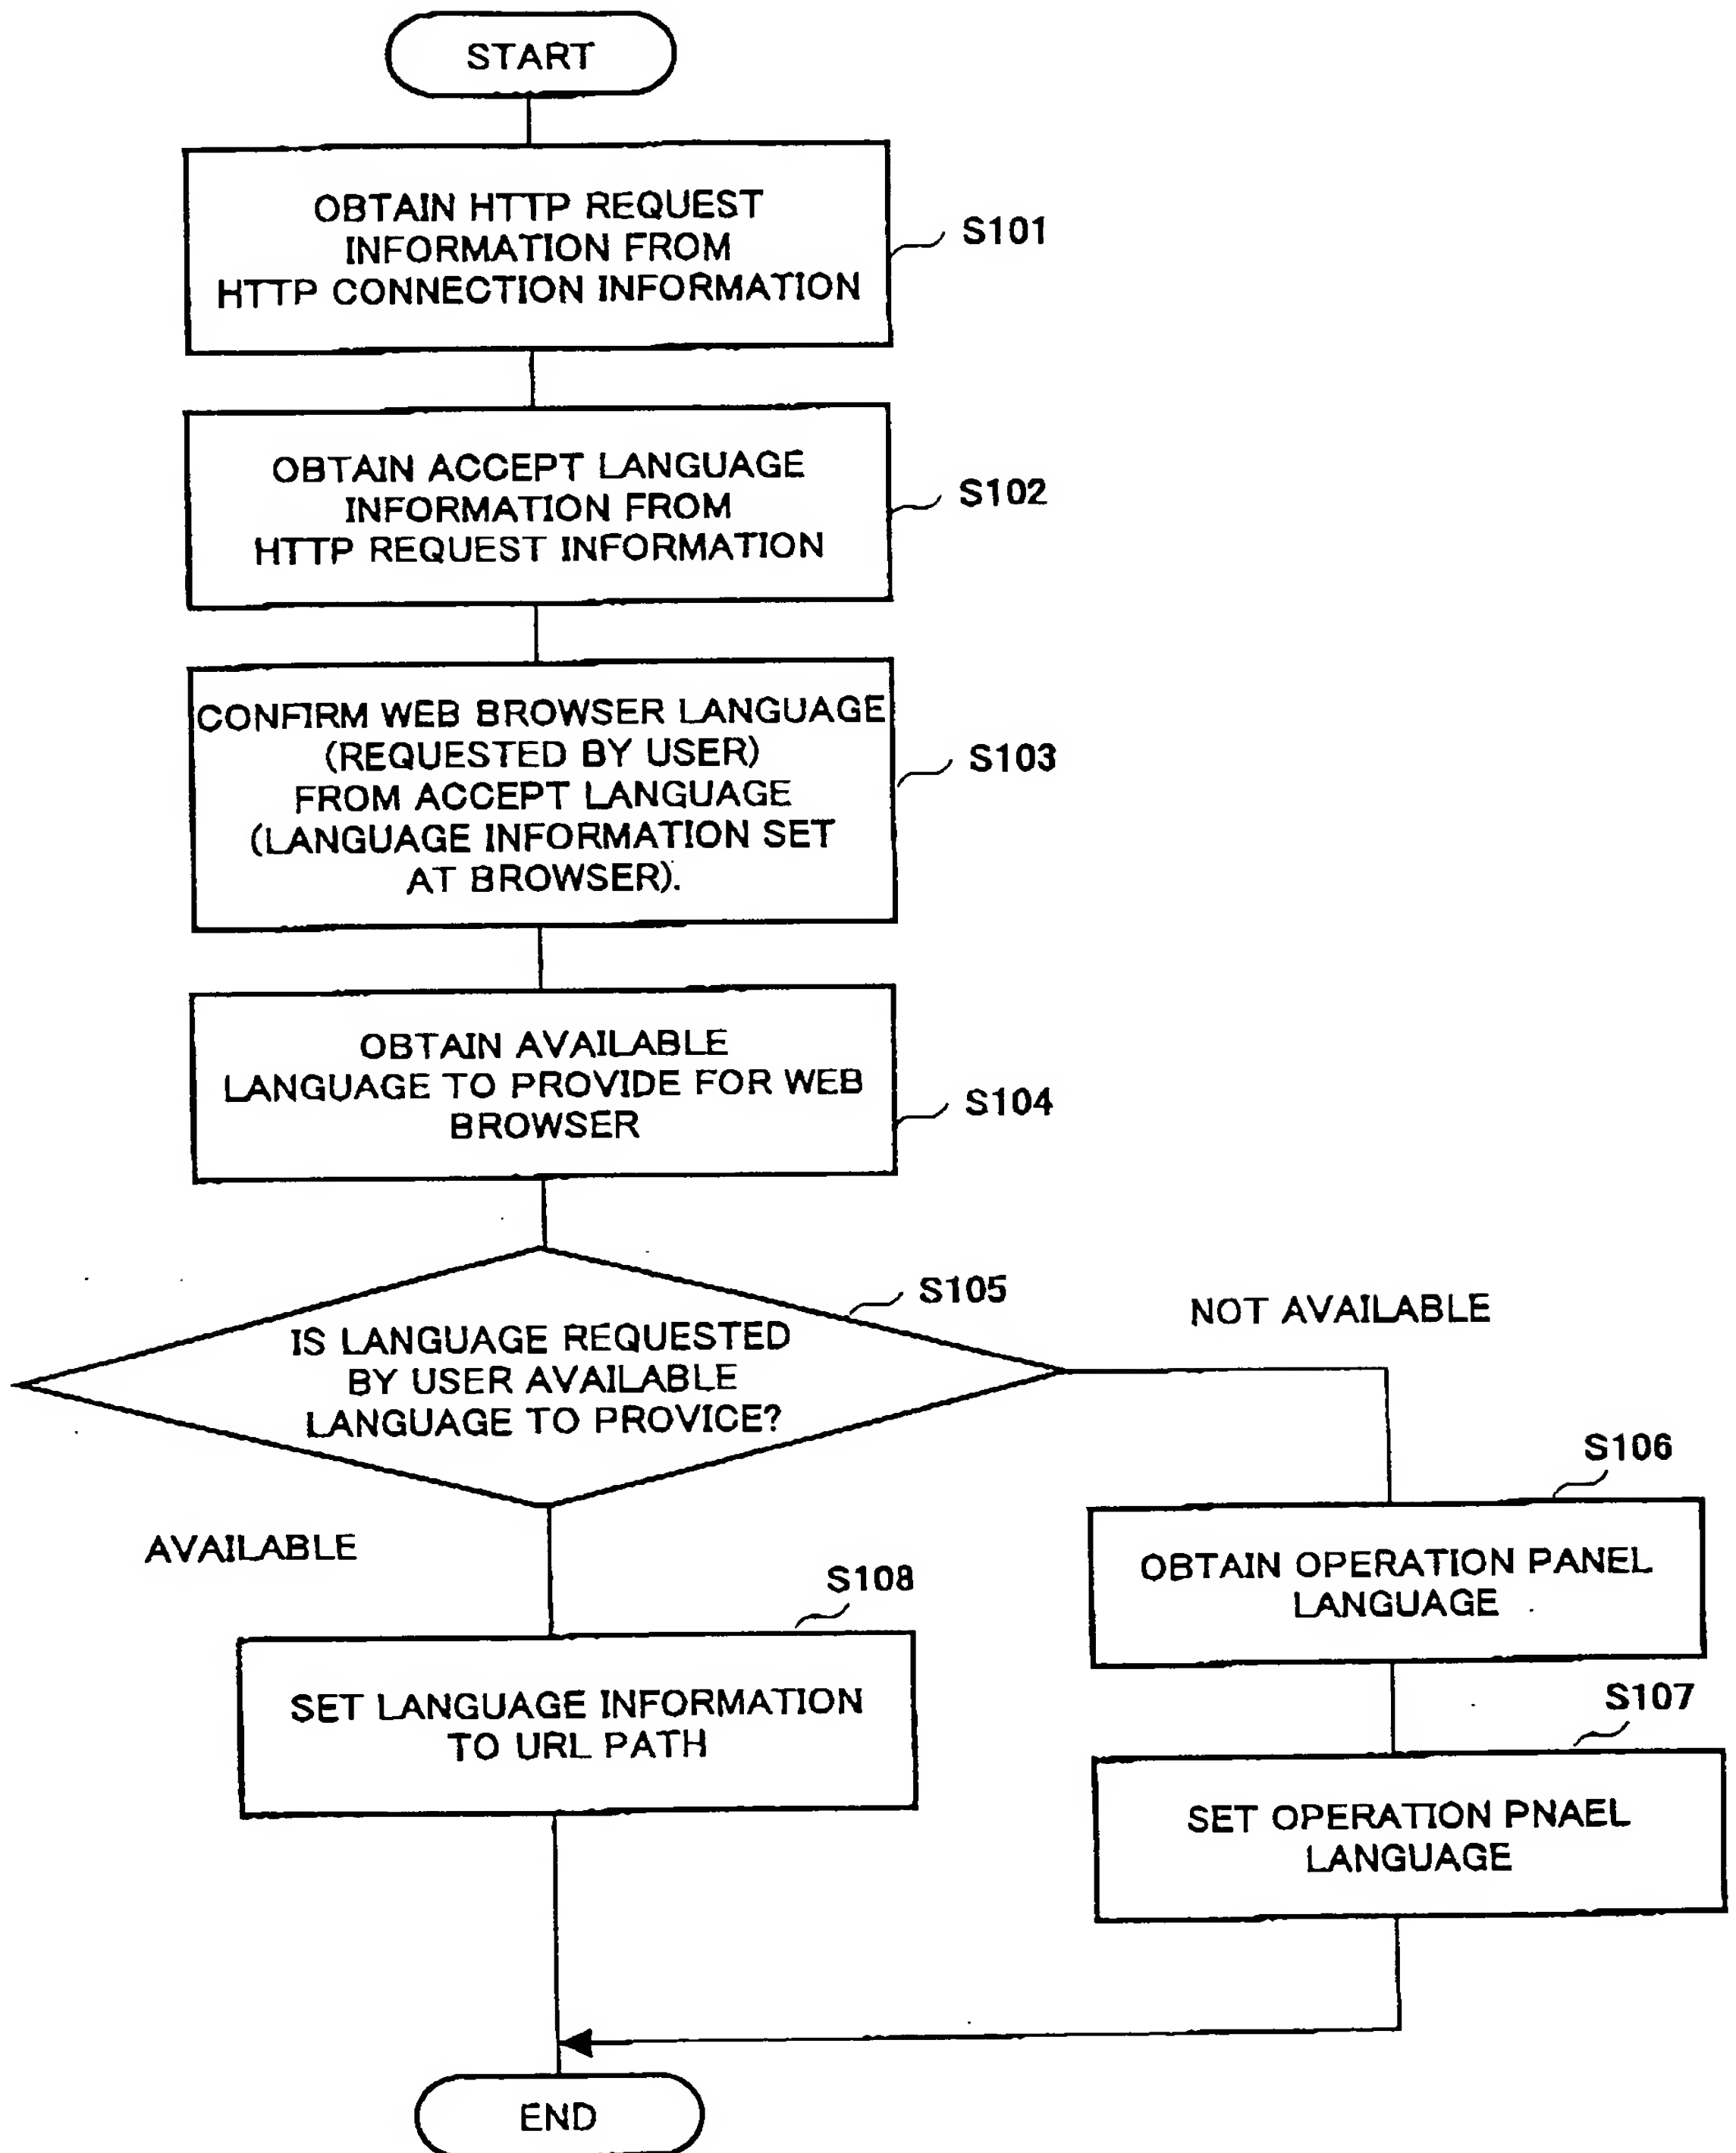 START
OBTAIN HTTP REQUEST
INFORMATION FROM
HTTP CONNECTION INFORMATION
S101
OBTAIN ACCEPT LANGUAGE
INFORMATION FROM
HTTP REQUEST INFORMATION
S102
CONFIRM WEB BROWSER LANGUAGE
(REQUESTED BY USER)
FROM ACCEPT LANGUAGE
(LANGUAGE INFORMATION SET
AT BROWSER).
S103
OBTAIN AVAILABLE
LANGUAGE TO PROVIDE FOR WEB
BROWSER
S104
S105
IS LANGUAGE REQUESTED
BY USER AVAILABLE
LANGUAGE TO PROVICE?
NOT AVAILABLE
S106
OBTAIN OPERATION PANEL
LANGUAGE
AVAILABLE
S108
SET LANGUAGE INFORMATION
TO URL PATH
S107
SET OPERATION PNAEL
LANGUAGE
END